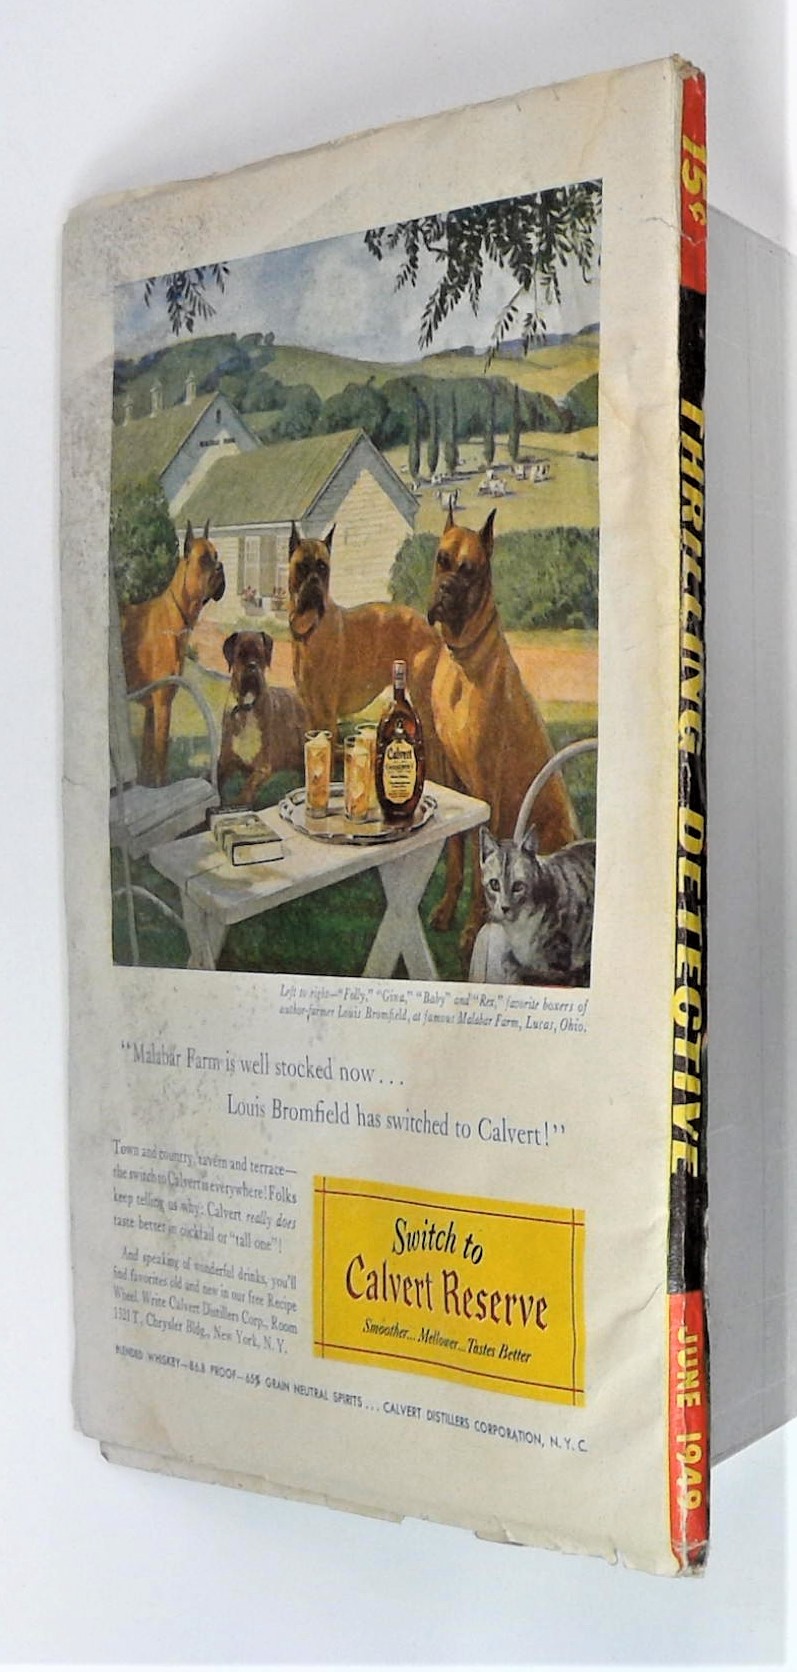 Left to right—"Folly," "Gina," "Baby" and "Rex," favorite boxers of
author-farmer Louis Bromfield, at famous Malabar Farm, Lucas, Ohio.
"Malabar Farm is well stocked now...
Louis Bromfield has switched to Calvert!"
Town and country, tavern and terrace—
the switch to Calvert is everywhere! Folks
keep telling us why: Calvert really does
taste better in cocktail or "tall one"!
And speaking of wonderful drinks, you'll
find favorites old and new in our free Recipe
Wheel. Write Calvert Distillers Corp., Room
1321 T, Chrysler Bldg., New York, N. Y.
Switch to
Calvert Reserve
Smoother... Mellower... Tastes Better
BLENDED WHISKEY—86.8 PROOF—65% GRAIN NEUTRAL SPIRITS... CALVERT DISTILLERS CORPORATION, N. Y. C.
Calvert
15¢
THRILLING DETECTIVE
JUNE 1949